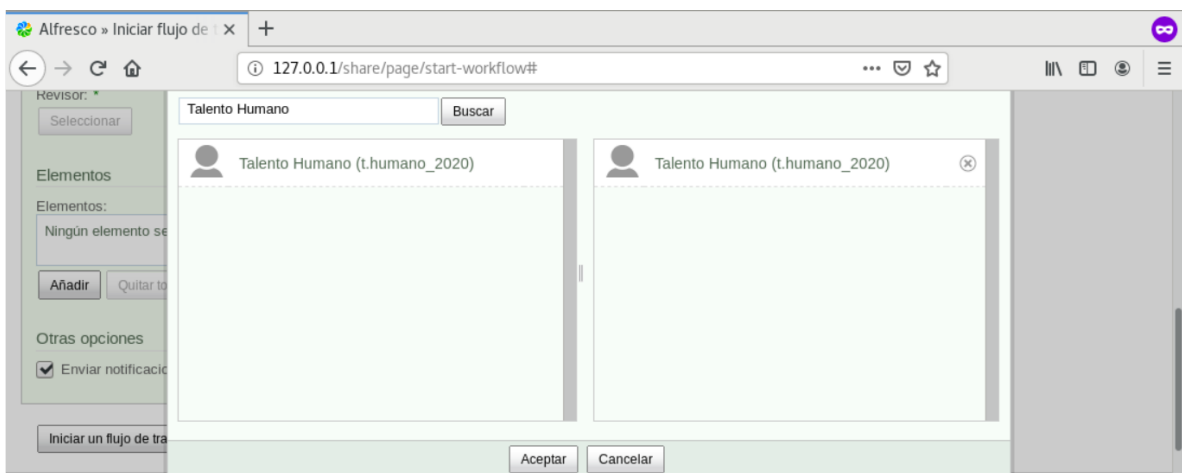 Alfresco » Iniciar flujo de t
127.0.0.1/share/page/start-workflow#
Revisor: *
Seleccionar
Talento Humano
Buscar
Talento Humano (t.humano_2020)
Talento Humano (t.humano_2020)
Elementos
Elementos:
Ningún elemento se
Añadir
Quitar to
Otras opciones
Enviar notificacic
Iniciar un flujo de tra
Aceptar
Cancelar